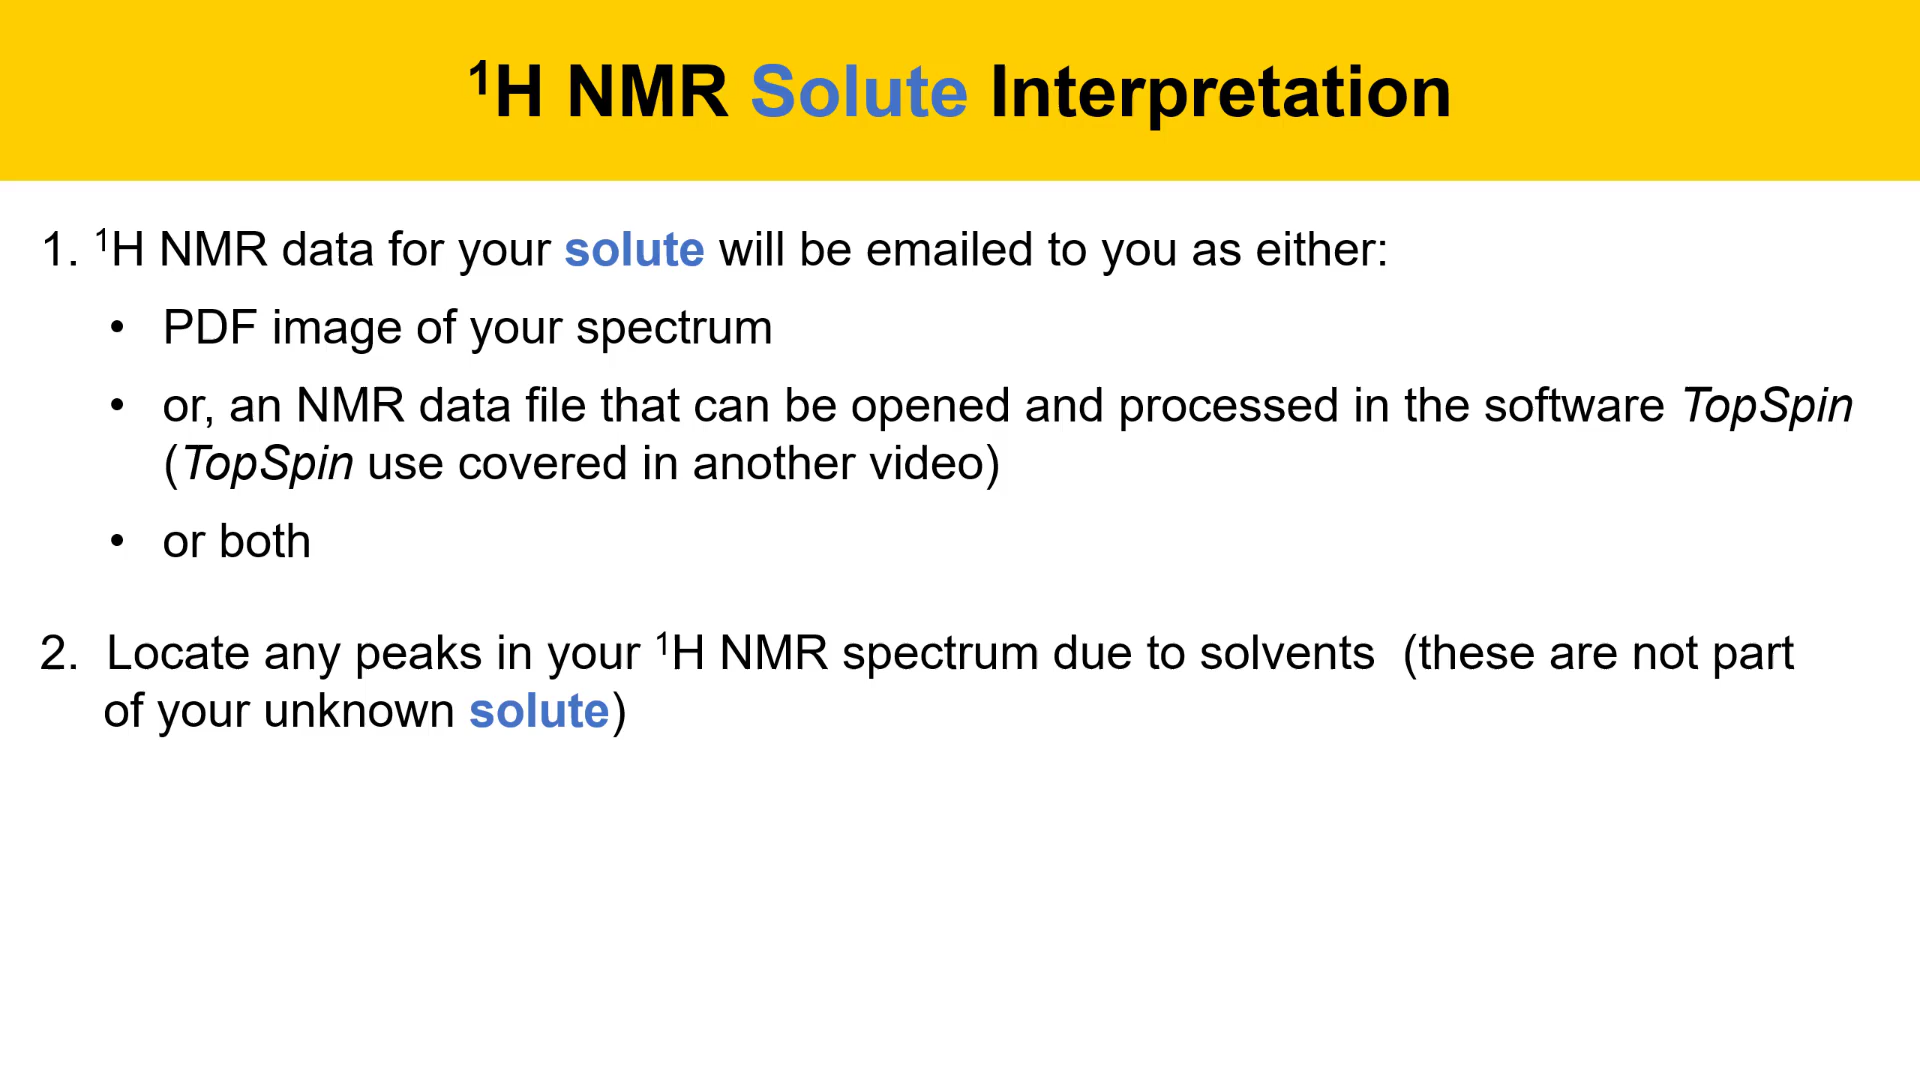 ¹H NMR Solute Interpretation
1. ¹H NMR data for your solute will be emailed to you as either:
• PDF image of your spectrum
• or, an NMR data file that can be opened and processed in the software TopSpin
(TopSpin use covered in another video)
• or both
2. Locate any peaks in your ¹H NMR spectrum due to solvents (these are not part
of your unknown solute)